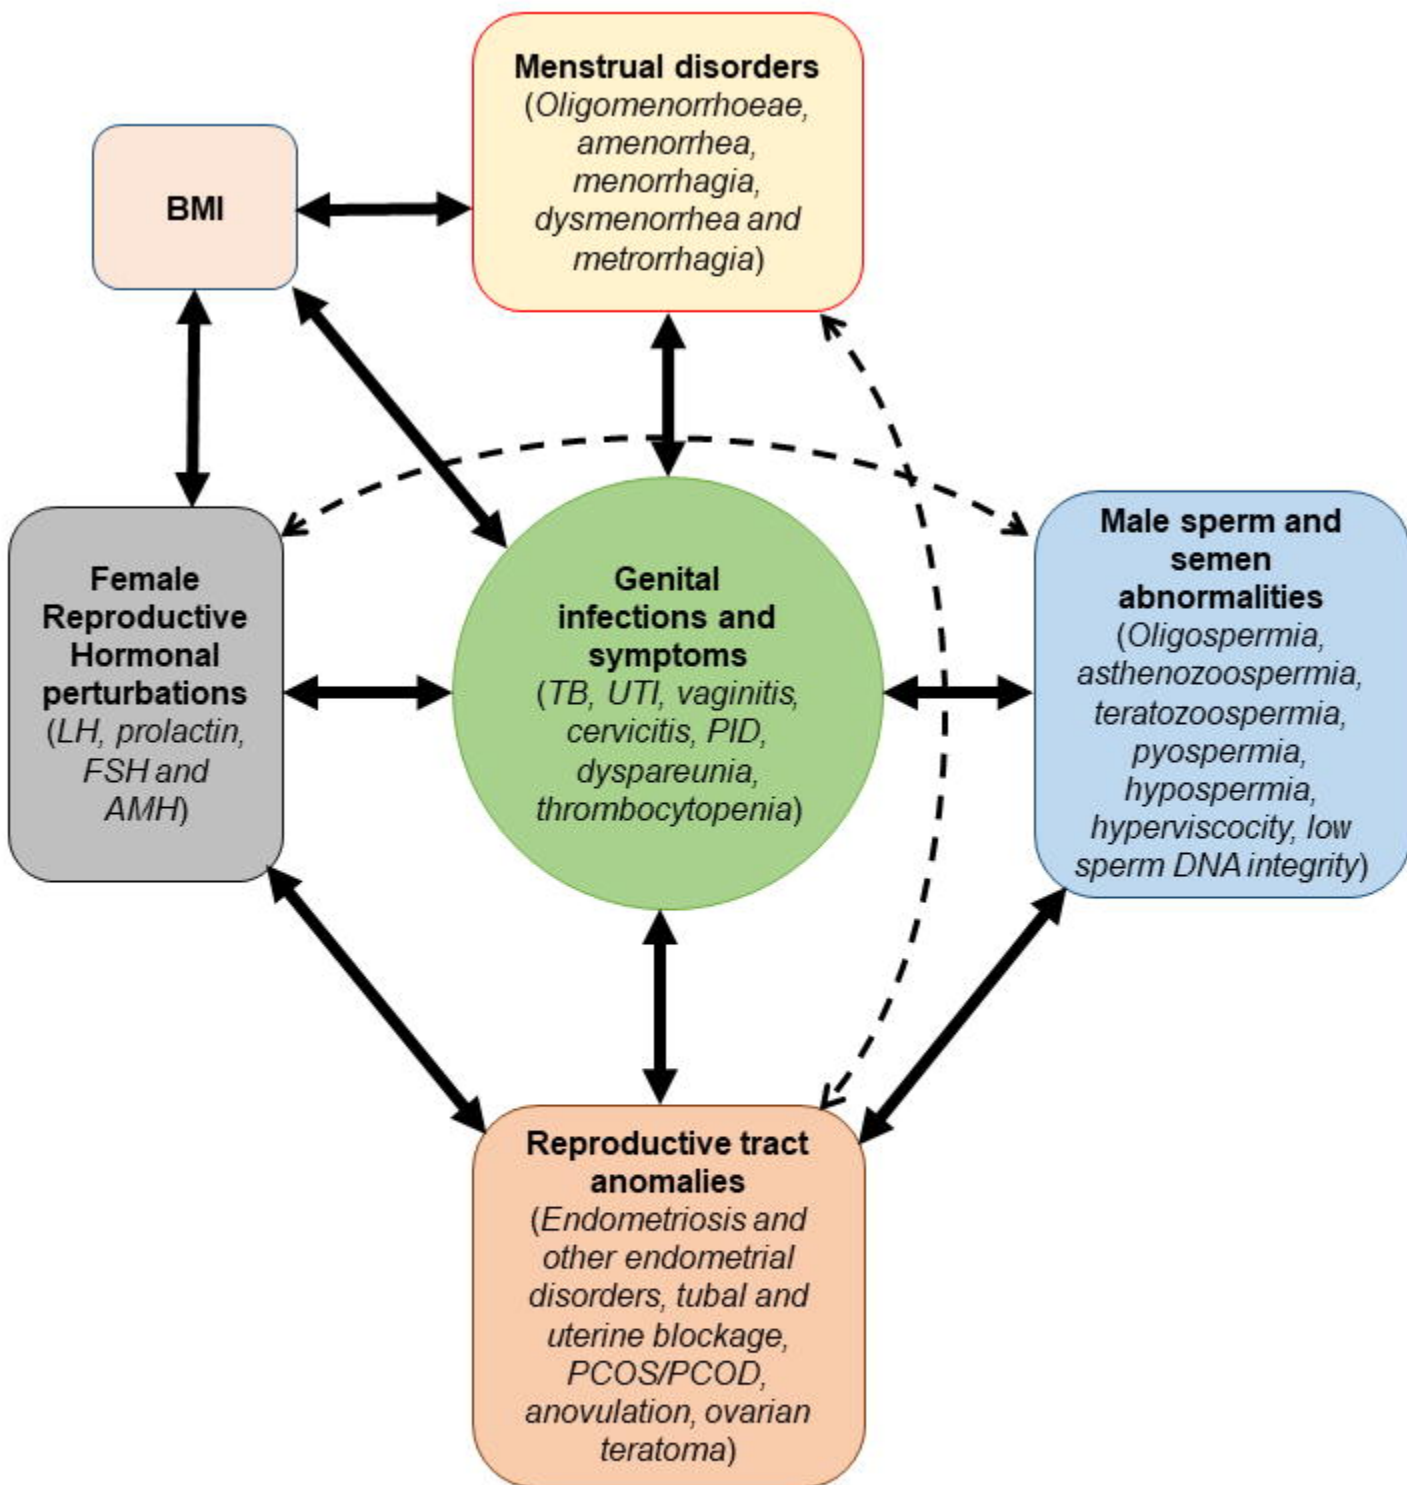 Menstrual disorders
(Oligomenorrhoeae,
amenorrhea,
menorrhagia,
dysmenorrhea and
metrorrhagia)
BMI
Female
Reproductive
Hormonal
perturbations
(LH, prolactin,
FSH and
AMH)
Genital
infections and
symptoms
(TB, UTI, vaginitis,
cervicitis, PID,
dyspareunia,
thrombocytopenia)
Male sperm and
semen
abnormalities
(Oligospermia,
asthenozoospermia,
teratozoospermia,
pyospermia,
hypospermia,
hyperviscocity, low
sperm DNA integrity)
Reproductive tract
anomalies
(Endometriosis and
other endometrial
disorders, tubal and
uterine blockage,
PCOS/PCOD,
anovulation, ovarian
teratoma)